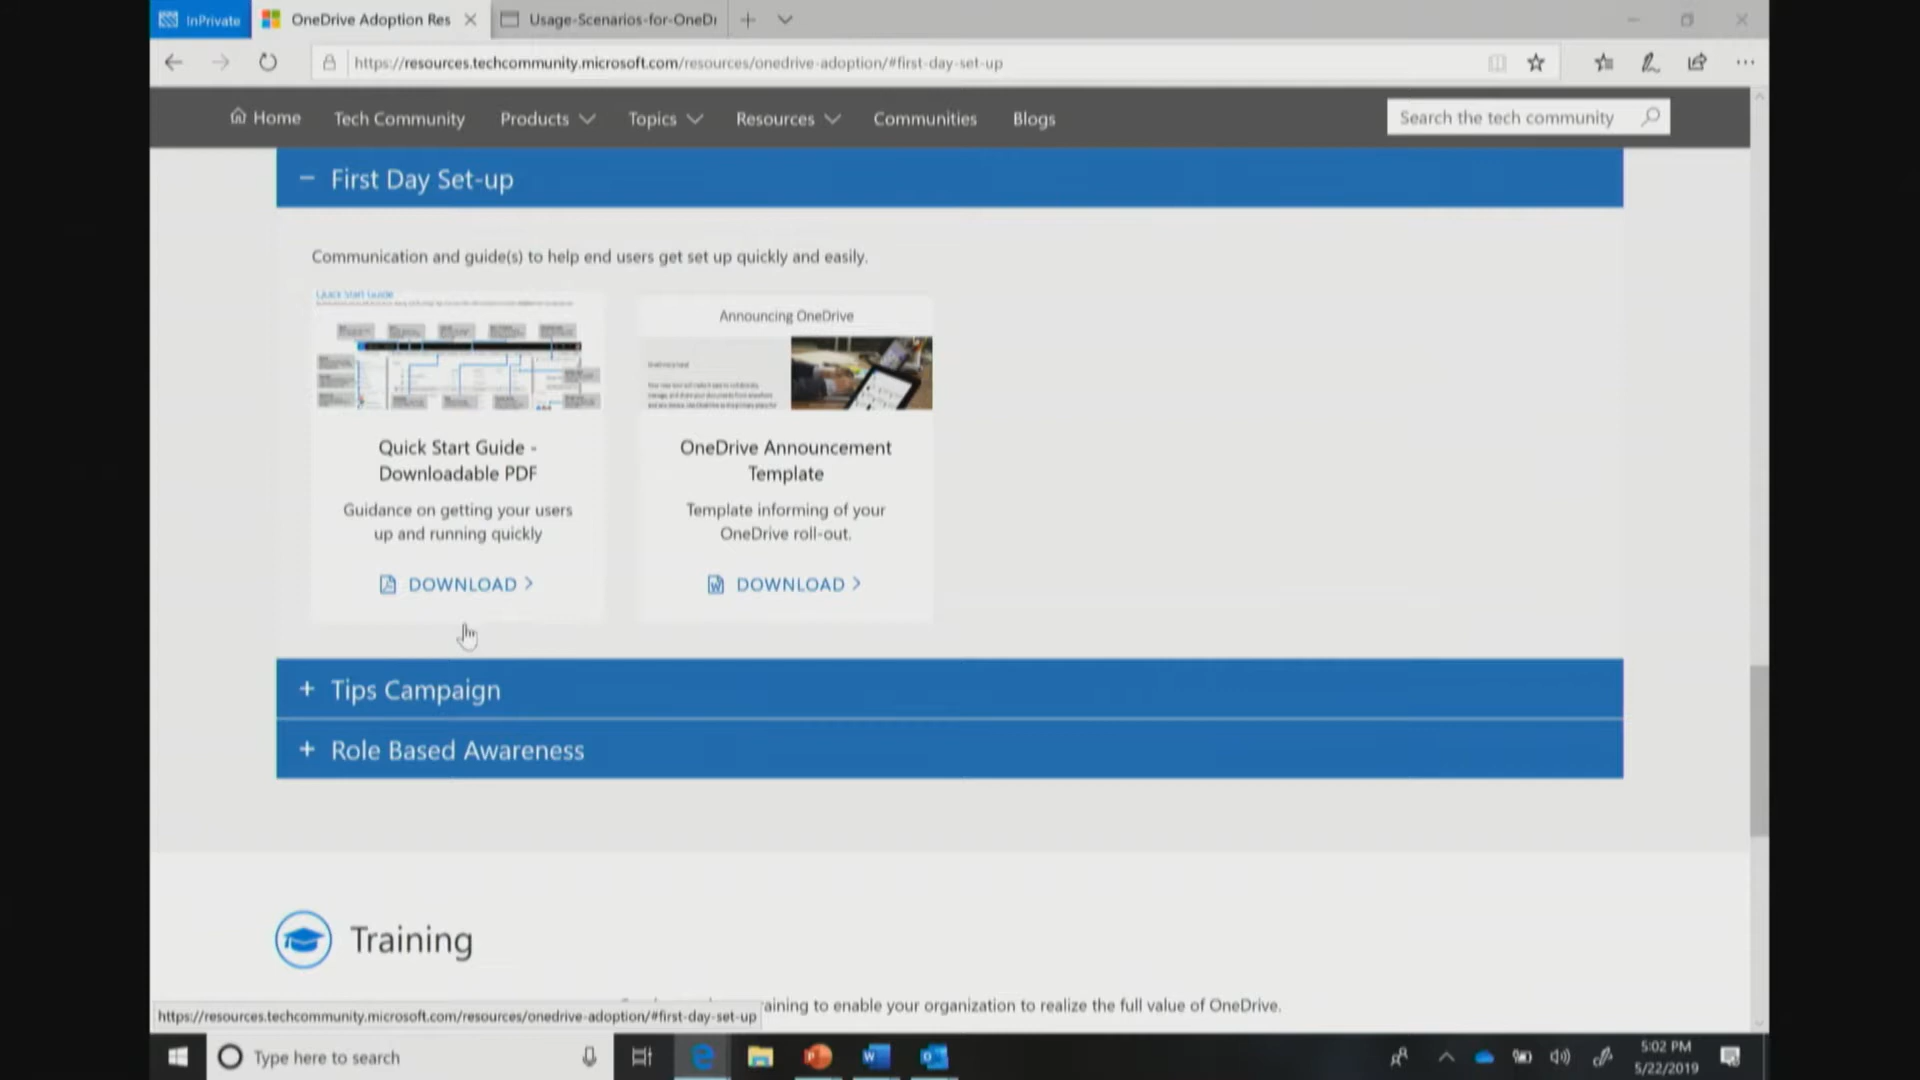 InPrivate
OneDrive Adoption Res
Usage-Scenarios-for-OneDr
https://resources.techcommunity.microsoft.com/resources/onedrive-adoption/#first-day-set-up
Home Tech Community Products Topics Resources Communities Blogs
Search the tech community
First Day Set-up
Communication and guide(s) to help end users get set up quickly and easily.
Quick Start Guide
Announcing OneDrive
Quick Start Guide -
Downloadable PDF
Guidance on getting your users
up and running quickly
DOWNLOAD
OneDrive Announcement
Template
Template informing of your
OneDrive roll-out.
DOWNLOAD
Tips Campaign
Role Based Awareness
Training
aining to enable your organization to realize the full value of OneDrive.
https://resources.techcommunity.microsoft.com/resources/onedrive-adoption/#first-day-set-up
Type here to search
5:02 PM
5/22/2019